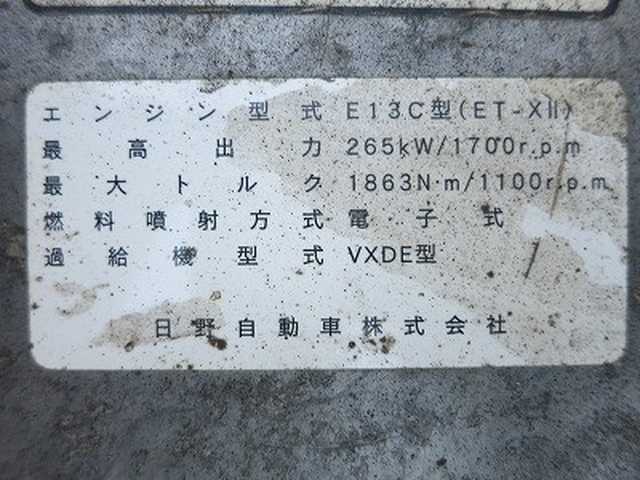 エンジン型式 E13C型(ET-XII)
最高出力 265kW/1700r.p.m
最大トルク 1863N·m/1100r.p.m
燃料噴射方式 電子式
過給機型式 VXDE型
日野自動車株式会社